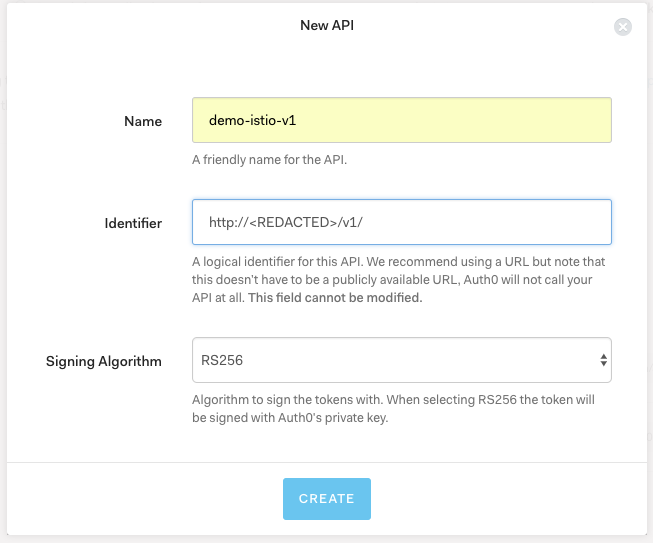 New API
Name
demo-istio-v1
A friendly name for the API.
Identifier
http://<REDACTED>/v1/
A logical identifier for this API. We recommend using a URL but note that
this doesn't have to be a publicly available URL, Auth0 will not call your
API at all. This field cannot be modified.
Signing Algorithm
RS256
Algorithm to sign the tokens with. When selecting RS256 the token will
be signed with Auth0's private key.
CREATE